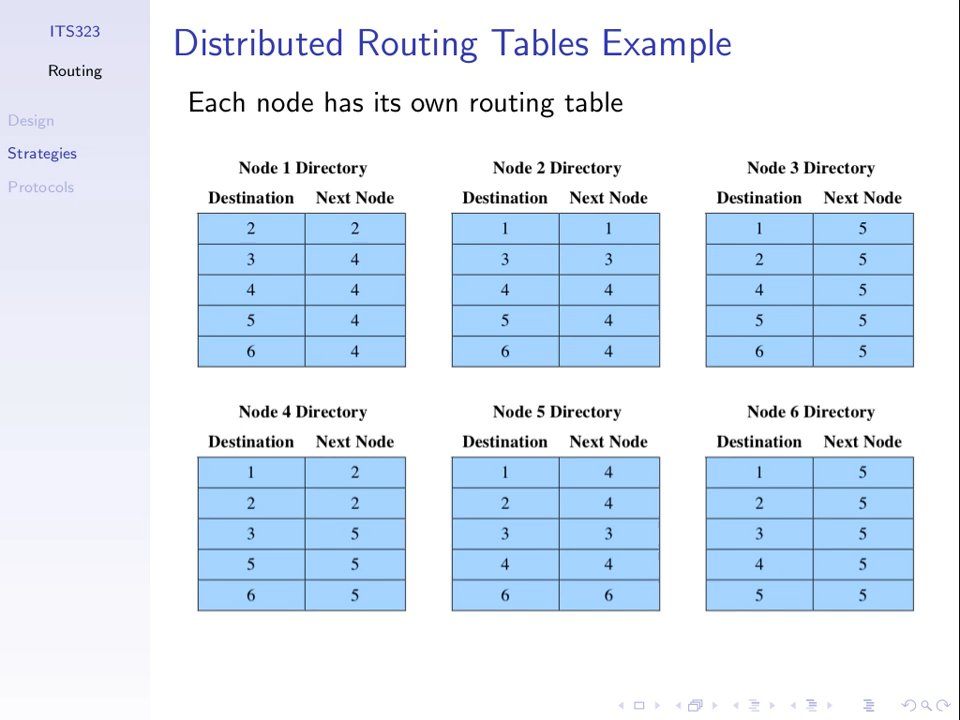 ITS323
Routing
Design
Strategies
Protocols
Distributed Routing Tables Example
Each node has its own routing table
Node 1 Directory
Destination Next Node
2 2
3 4
4 4
5 4
6 4
Node 2 Directory
Destination Next Node
1 1
3 3
4 4
5 4
6 4
Node 3 Directory
Destination Next Node
1 5
2 5
4 5
5 5
6 5
Node 4 Directory
Destination Next Node
1 2
2 2
3 5
5 5
6 5
Node 5 Directory
Destination Next Node
1 4
2 4
3 3
4 4
6 6
Node 6 Directory
Destination Next Node
1 5
2 5
3 5
4 5
5 5